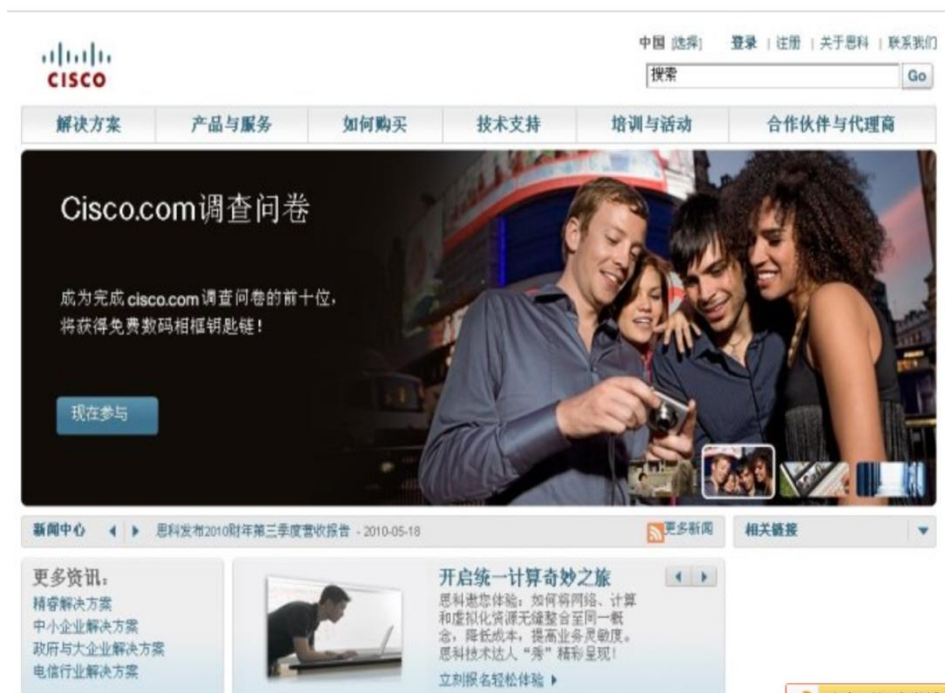 CISCO
中国 [选择] 登录 | 注册 | 关于思科 | 联系我们
搜索 Go
解决方案 产品与服务 如何购买 技术支持 培训与活动 合作伙伴与代理商
Cisco.com调查问卷
成为完成 cisco.com 调查问卷的前十位，
将获得免费数码相框钥匙链！
现在参与
新闻中心 思科发布2010财年第三季度营收报告 - 2010-05-18 更多新闻 相关链接
更多资讯：
精睿解决方案
中小企业解决方案
政府与大企业解决方案
电信行业解决方案
开启统一计算奇妙之旅
思科邀您体验：如何将网络、计算
和虚拟化资源无缝整合至同一概
念，降低成本，提高业务灵敏度。
思科技术达人“秀”精彩呈现！
立刻报名轻松体验